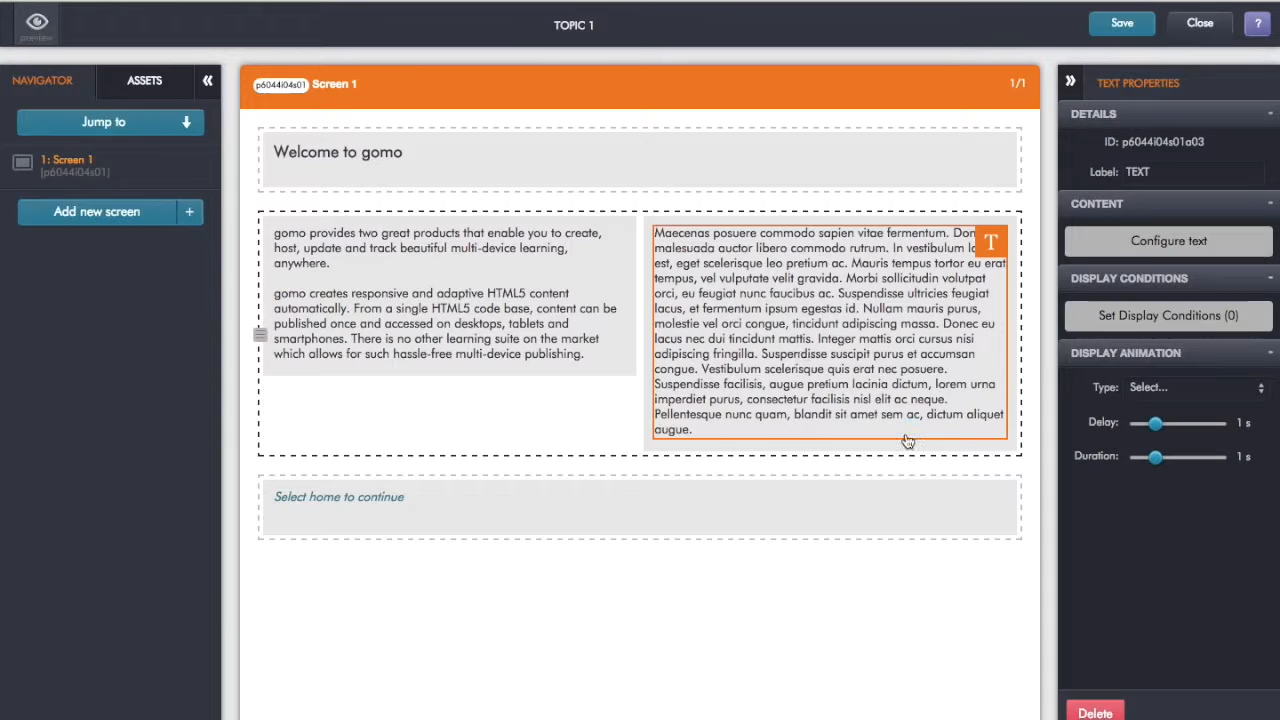 preview
TOPIC 1
Save
Close
?
NAVIGATOR
ASSETS
«
Jump to
1: Screen 1
(p6044i04s01)
Add new screen
+
p6044i04s01 Screen 1
1/1
Welcome to gomo
gomo provides two great products that enable you to create,
host, update and track beautiful multi-device learning,
anywhere.
gomo creates responsive and adaptive HTML5 content
automatically. From a single HTML5 code base, content can be
published once and accessed on desktops, tablets and
smartphones. There is no other learning suite on the market
which allows for such hassle-free multi-device publishing.
Maecenas posuere commodo sapien vitae fermentum.
T
malesuada auctor libero commodo rutrum. In vestibulum
est, eget scelerisque leo pretium ac. Mauris tempus tortor eu erat
tempus, vel vulputate velit gravida. Morbi sollicitudin volutpat
orci, eu feugiat nunc faucibus ac. Suspendisse ultricies feugiat
lacus, et fermentum ipsum egestas id. Nullam mauris purus,
molestie vel orci congue, tincidunt adipiscing massa. Donec eu
lacus nec dui tincidunt mattis. Integer mattis orci cursus nisi
adipiscing fringilla. Suspendisse suscipit purus et accumsan
congue. Vestibulum scelerisque quis erat nec posuere.
Suspendisse facilisis, augue pretium lacinia dictum, lorem urna
imperdiet purus, consectetur facilisis nisl elit ac neque.
Pellentesque nunc quam, blandit sit amet sem ac, dictum aliquet
augue.
Select home to continue
»
TEXT PROPERTIES
DETAILS
ID: p6044i04s01a03
Label: TEXT
CONTENT
Configure text
DISPLAY CONDITIONS
Set Display Conditions (0)
DISPLAY ANIMATION
Type: Select...
Delay: 1 s
Duration: 1 s
Delete